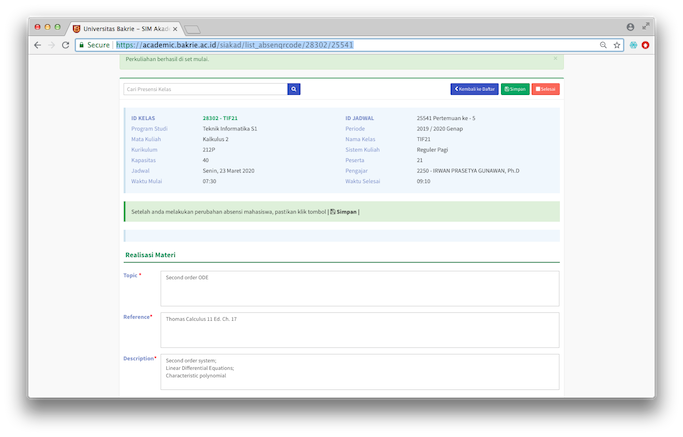 Universitas Bakrie – SIM Akad
Secure | https://academic.bakrie.ac.id/siakad/list_absenqrcode/28302/25541
Perkuliahan berhasil di set mulai. ×
Cari Presensi Kelas
Kembali ke Daftar Simpan Selesai
ID KELAS 28302 - TIF21 ID JADWAL 25541 Pertemuan ke - 5
Program Studi Teknik Informatika S1 Periode 2019 / 2020 Genap
Mata Kuliah Kalkulus 2 Nama Kelas TIF21
Kurikulum 212P Sistem Kuliah Reguler Pagi
Kapasitas 40 Peserta 21
Jadwal Senin, 23 Maret 2020 Pengajar 2250 - IRWAN PRASETYA GUNAWAN, Ph.D
Waktu Mulai 07:30 Waktu Selesai 09:10
Setelah anda melakukan perubahan absensi mahasiswa, pastikan klik tombol | Simpan |
Realisasi Materi
Topic * Second order ODE
Reference* Thomas Calculus 11 Ed. Ch. 17
Description* Second order system;
Linear Differential Equations;
Characteristic polynomial